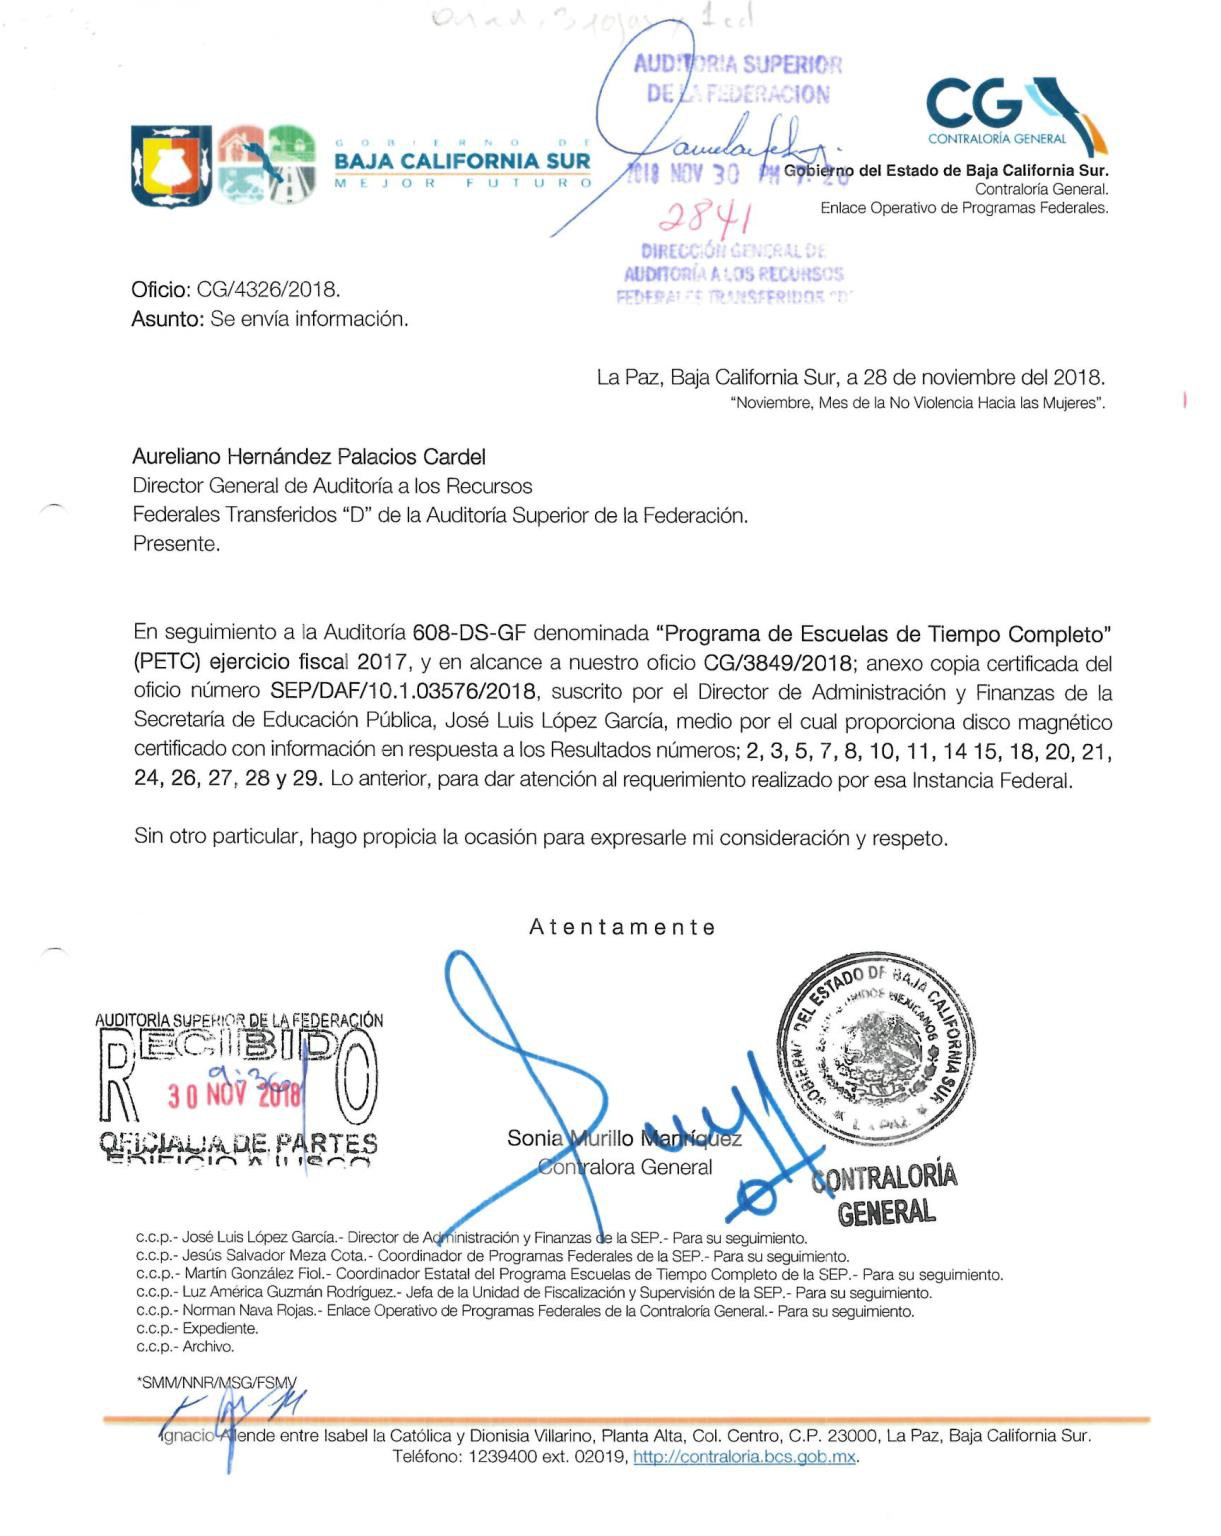 AUDITORIA SUPERIOR
DE LA FEDERACION
2018 NOV 30 PM
2841
DIRECCIÓN GENERAL DE
AUDITORÍA A LOS RECURSOS
FEDERALES TRANSFERIDOS "D"
GOBIERNO DE
BAJA CALIFORNIA SUR
MEJOR FUTURO
CG
CONTRALORÍA GENERAL
Gobierno del Estado de Baja California Sur.
Contraloría General.
Enlace Operativo de Programas Federales.
Oficio: CG/4326/2018.
Asunto: Se envía información.
La Paz, Baja California Sur, a 28 de noviembre del 2018.
“Noviembre, Mes de la No Violencia Hacia las Mujeres”.
Aureliano Hernández Palacios Cardel
Director General de Auditoría a los Recursos
Federales Transferidos “D” de la Auditoría Superior de la Federación.
Presente.
En seguimiento a la Auditoría 608-DS-GF denominada “Programa de Escuelas de Tiempo Completo”
(PETC) ejercicio fiscal 2017, y en alcance a nuestro oficio CG/3849/2018; anexo copia certificada del
oficio número SEP/DAF/10.1.03576/2018, suscrito por el Director de Administración y Finanzas de la
Secretaría de Educación Pública, José Luis López García, medio por el cual proporciona disco magnético
certificado con información en respuesta a los Resultados números; 2, 3, 5, 7, 8, 10, 11, 14 15, 18, 20, 21,
24, 26, 27, 28 y 29. Lo anterior, para dar atención al requerimiento realizado por esa Instancia Federal.
Sin otro particular, hago propicia la ocasión para expresarle mi consideración y respeto.
Atentamente
AUDITORIA SUPERIOR DE LA FEDERACIÓN
RECIBIDO
30 NOV 2018
OFICIALIA DE PARTES
GOBIERNO DEL ESTADO DE BAJA CALIFORNIA SUR
LA PAZ
Sonia Murillo Manríquez
Contralora General
CONTRALORÍA
GENERAL
c.c.p.- José Luis López García.- Director de Administración y Finanzas de la SEP.- Para su seguimiento.
c.c.p.- Jesús Salvador Meza Cota.- Coordinador de Programas Federales de la SEP.- Para su seguimiento.
c.c.p.- Martín González Fiol.- Coordinador Estatal del Programa Escuelas de Tiempo Completo de la SEP.- Para su seguimiento.
c.c.p.- Luz América Guzmán Rodríguez.- Jefa de la Unidad de Fiscalización y Supervisión de la SEP.- Para su seguimiento.
c.c.p.- Norman Nava Rojas.- Enlace Operativo de Programas Federales de la Contraloría General.- Para su seguimiento.
c.c.p.- Expediente.
c.c.p.- Archivo.
*SMM/NNR/MSG/FSMV
Ignacio Allende entre Isabel la Católica y Dionisia Villarino, Planta Alta, Col. Centro, C.P. 23000, La Paz, Baja California Sur.
Teléfono: 1239400 ext. 02019, http://contraloria.bcs.gob.mx.